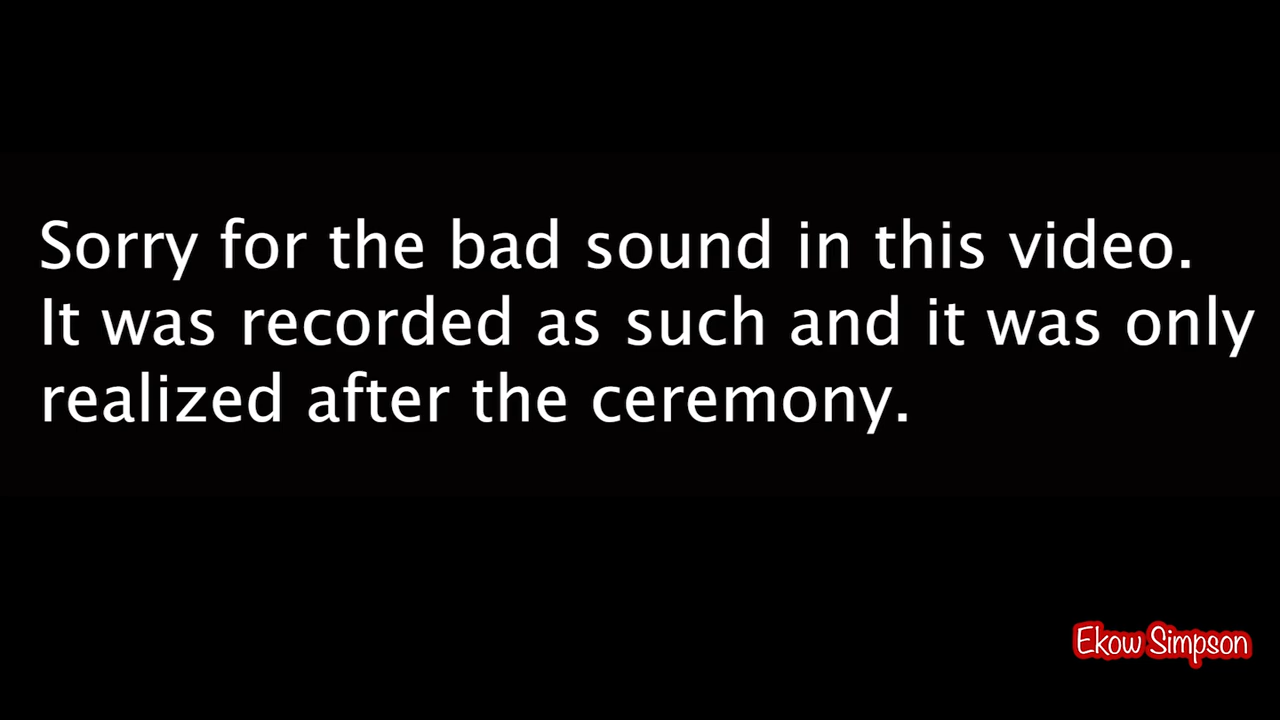 Sorry for the bad sound in this video.
It was recorded as such and it was only
realized after the ceremony.
Ekow Simpson